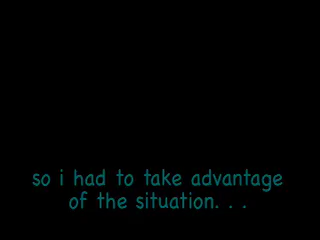 so i had to take advantage
of the situation. . .